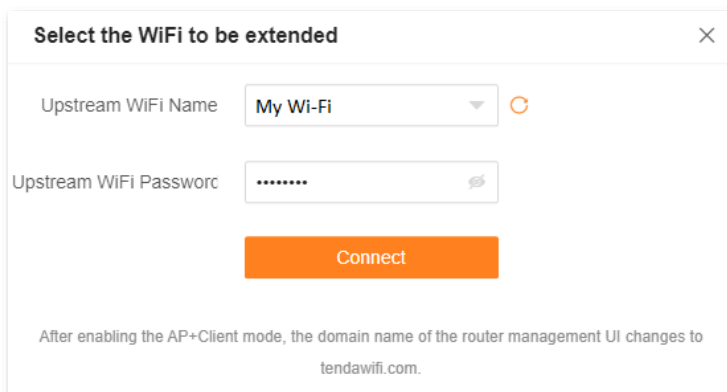 Select the WiFi to be extended
Upstream WiFi Name
My Wi-Fi
Upstream WiFi Password
••••••••
Connect
After enabling the AP+Client mode, the domain name of the router management UI changes to
tendawifi.com.